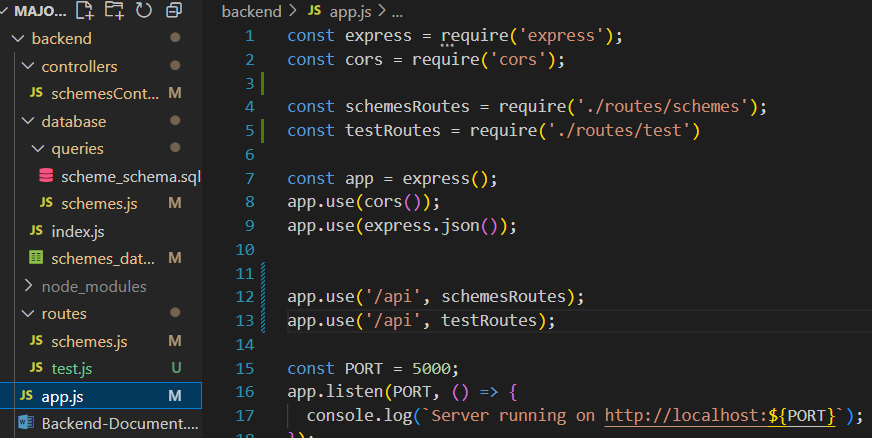 MAJO...
backend
controllers
JS schemesCont... M
database
queries
scheme_schema.sql
JS schemes.js M
JS index.js
schemes_dat... M
node_modules
routes
JS schemes.js M
JS test.js U
JS app.js M
Backend-Document....
backend > JS app.js > ...
1 const express = require('express');
2 const cors = require('cors');
3
4 const schemesRoutes = require('./routes/schemes');
5 const testRoutes = require('./routes/test')
6
7 const app = express();
8 app.use(cors());
9 app.use(express.json());
10
11
12 app.use('/api', schemesRoutes);
13 app.use('/api', testRoutes);
14
15 const PORT = 5000;
16 app.listen(PORT, () => {
17 console.log(`Server running on http://localhost:${PORT}`);
18 });